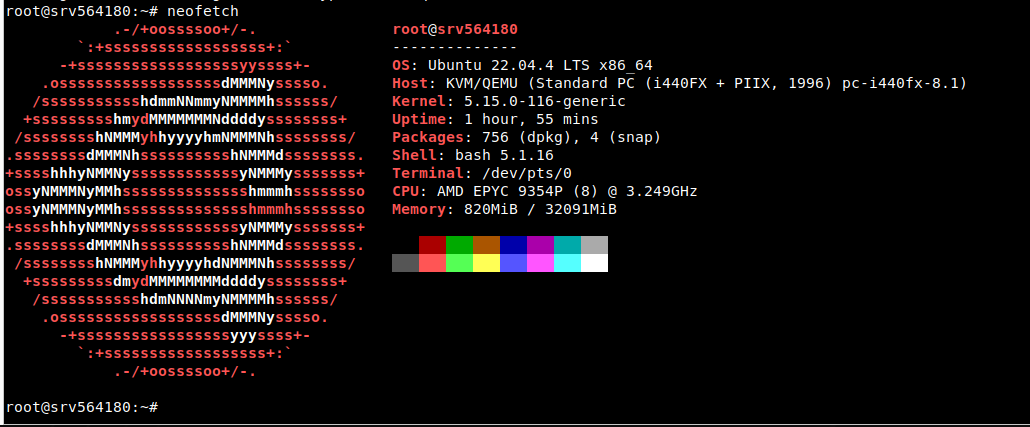 root@srv564180:~# neofetch
            .-/+oossssoo+/-.               root@srv564180
        `:+ssssssssssssssssss+:`           --------------
      -+ssssssssssssssssssyyssss+-         OS: Ubuntu 22.04.4 LTS x86_64
    .ossssssssssssssssssdMMMNysssso.       Host: KVM/QEMU (Standard PC (i440FX + PIIX, 1996) pc-i440fx-8.1)
   /ssssssssssshdmmNNmmyNMMMMhssssss/      Kernel: 5.15.0-116-generic
  +ssssssssshmydMMMMMMMNddddyssssssss+     Uptime: 1 hour, 55 mins
 /sssssssshNMMMyhhyyyyhmNMMMNhssssssss/    Packages: 756 (dpkg), 4 (snap)
.ssssssssdMMMNhsssssssssshNMMMdssssssss.   Shell: bash 5.1.16
+sssshhhyNMMNyssssssssssssyNMMMysssssss+   Terminal: /dev/pts/0
ossyNMMMNyMMhsssssssssssssshmmmhssssssso   CPU: AMD EPYC 9354P (8) @ 3.249GHz
ossyNMMMNyMMhsssssssssssssshmmmhssssssso   Memory: 820MiB / 32091MiB
+sssshhhyNMMNyssssssssssssyNMMMysssssss+
.ssssssssdMMMNhsssssssssshNMMMdssssssss.
 /sssssssshNMMMyhhyyyyhdNMMMNhssssssss/
  +sssssssssdmydMMMMMMMMddddyssssssss+
   /ssssssssssshdmNNNNmyNMMMMhssssss/
    .ossssssssssssssssssdMMMNysssso.
      -+sssssssssssssssssyyyssss+-
        `:+ssssssssssssssssss+:`
            .-/+oossssoo+/-.
root@srv564180:~#